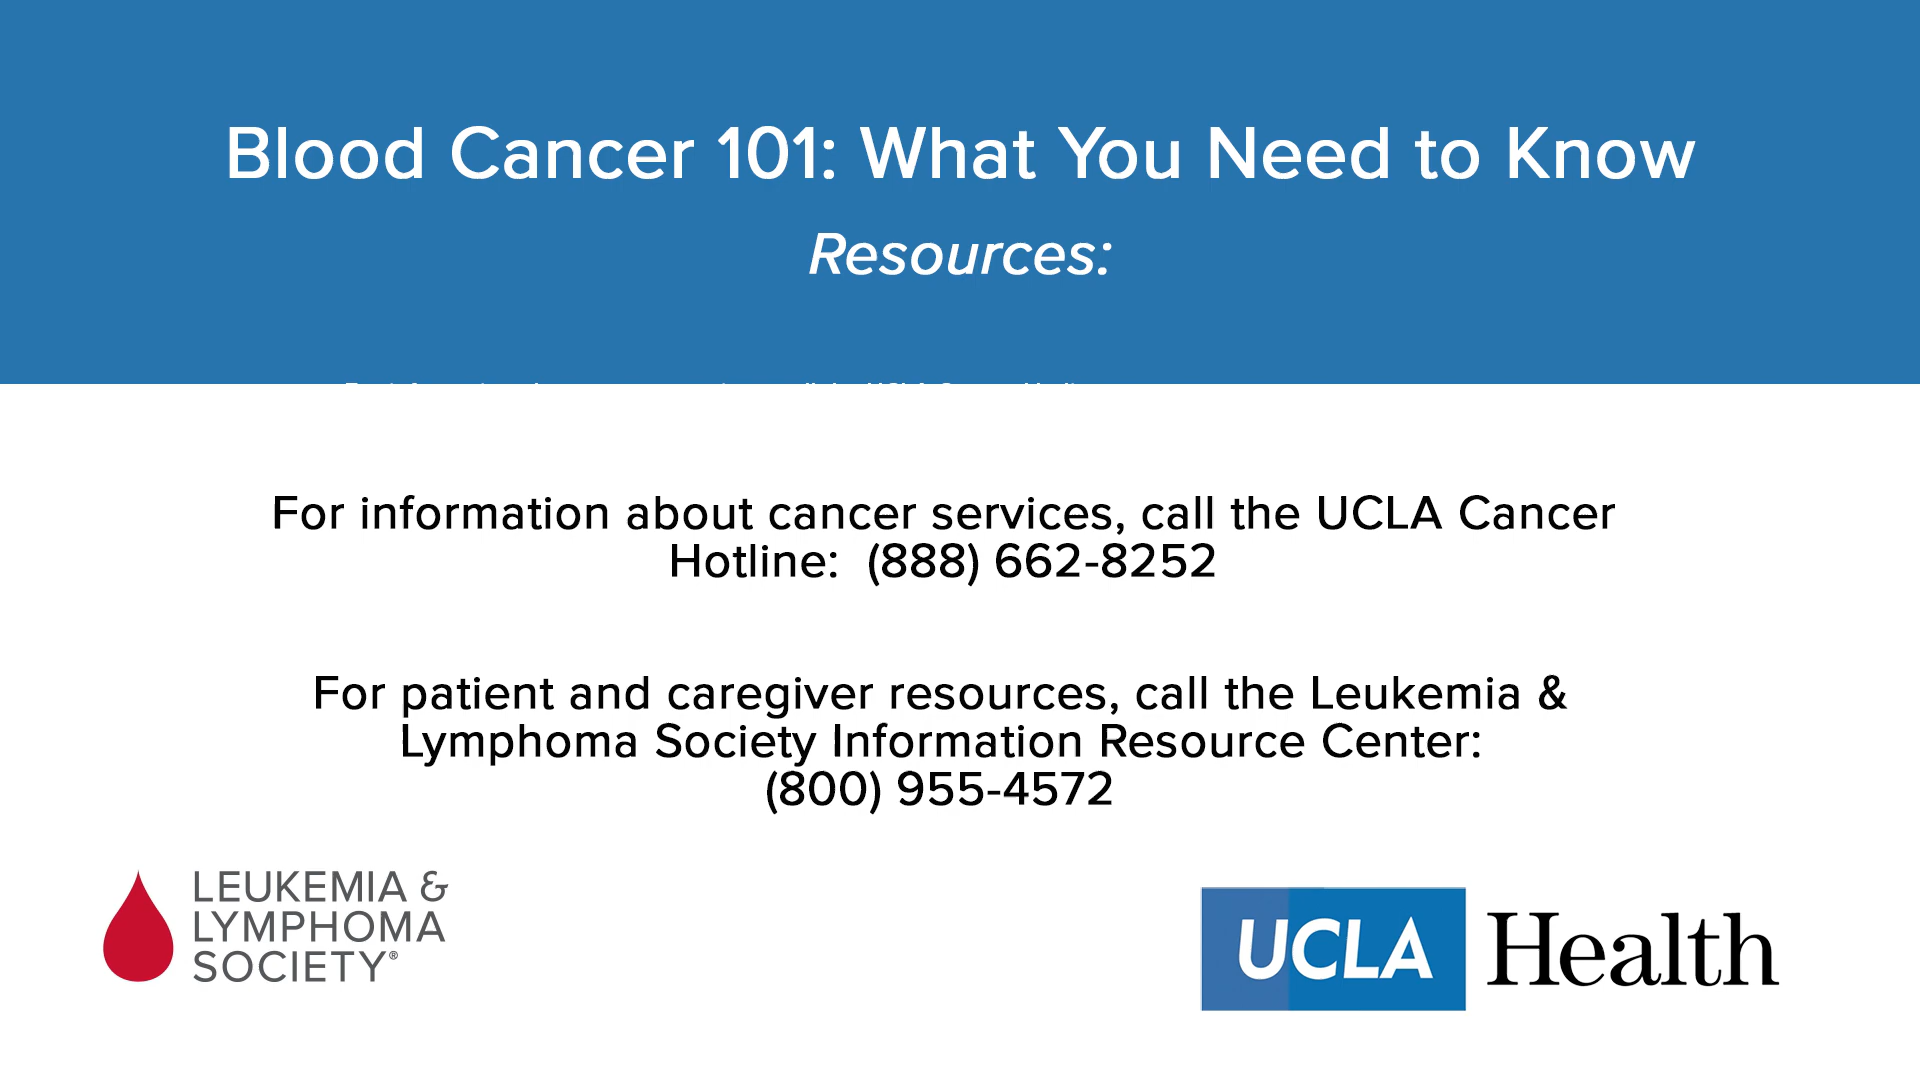 Blood Cancer 101: What You Need to Know
Resources:
For information about cancer services, call the UCLA Cancer
Hotline:  (888) 662-8252
For patient and caregiver resources, call the Leukemia &
Lymphoma Society Information Resource Center:
(800) 955-4572
LEUKEMIA &
LYMPHOMA
SOCIETY®
UCLA Health